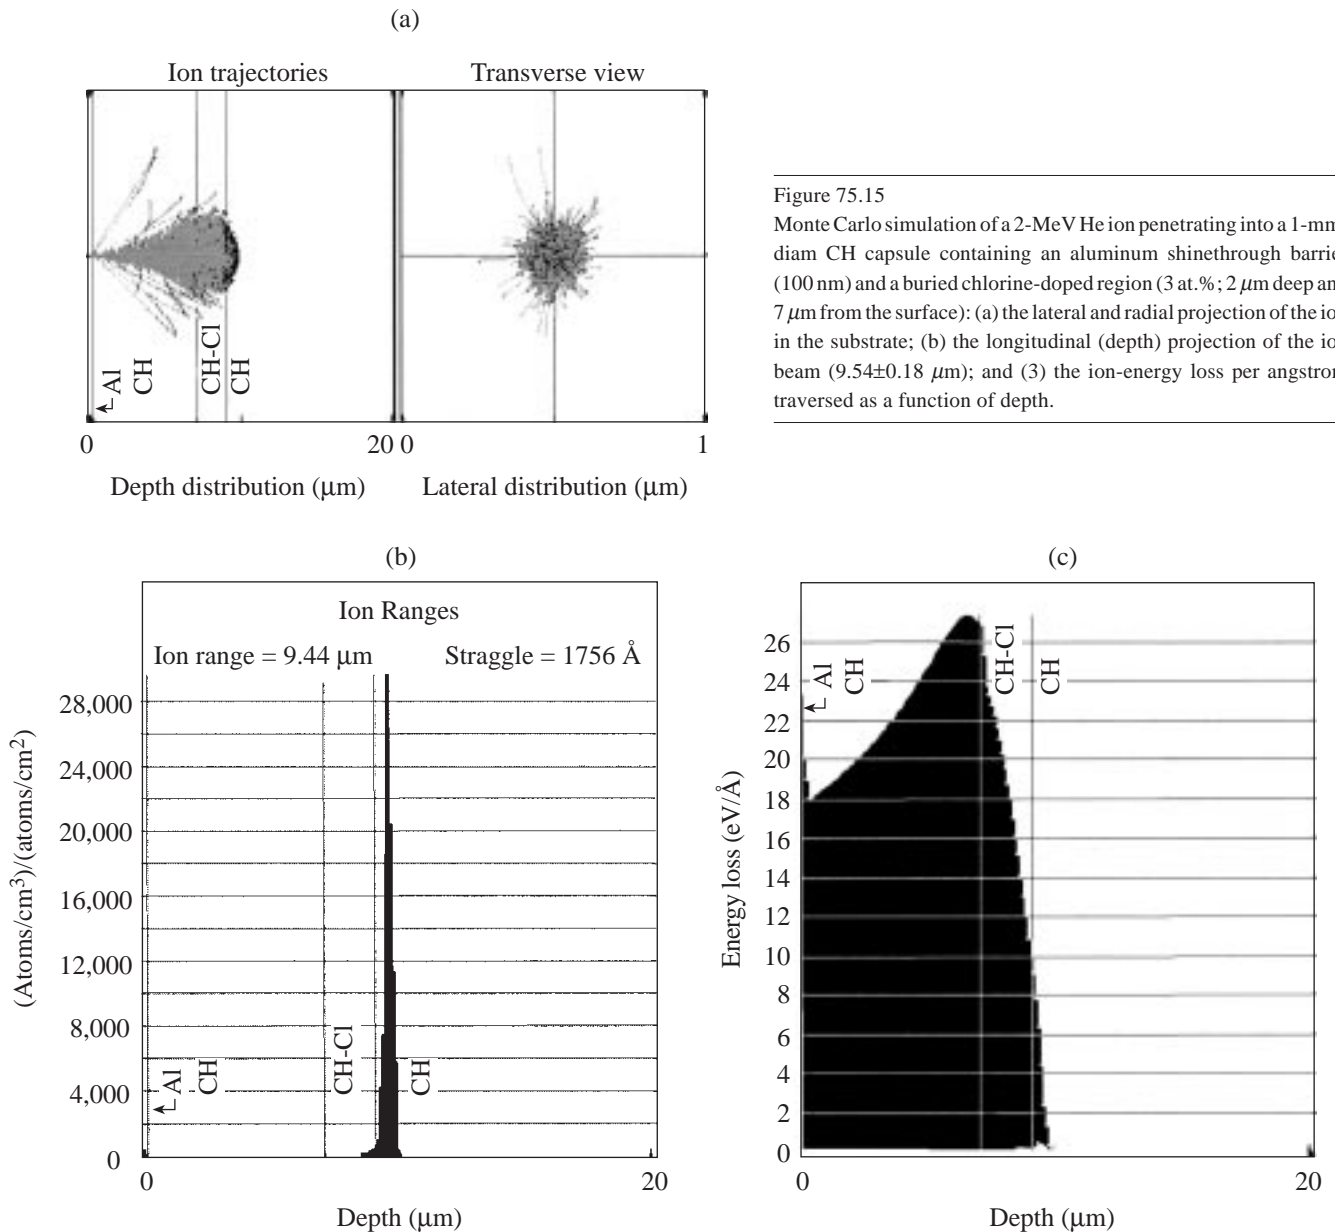 (a)
Ion trajectories
Transverse view
Al
CH
CH-Cl
CH
0
20
0
1
Depth distribution (μm)
Lateral distribution (μm)
Figure 75.15
Monte Carlo simulation of a 2-MeV He ion penetrating into a 1-mm
diam CH capsule containing an aluminum shinethrough barrie
(100 nm) and a buried chlorine-doped region (3 at.%; 2 μm deep an
7 μm from the surface): (a) the lateral and radial projection of the io
in the substrate; (b) the longitudinal (depth) projection of the io
beam (9.54±0.18 μm); and (3) the ion-energy loss per angstrom
traversed as a function of depth.
(b)
Ion Ranges
Ion range = 9.44 μm
Straggle = 1756 Å
28,000
24,000
20,000
16,000
12,000
8,000
4,000
0
(Atoms/cm³)/(atoms/cm²)
Al
CH
CH-Cl
CH
0
20
Depth (μm)
(c)
26
24
22
20
18
16
14
12
10
8
6
4
2
0
Energy loss (eV/Å)
Al
CH
CH-Cl
CH
0
20
Depth (μm)